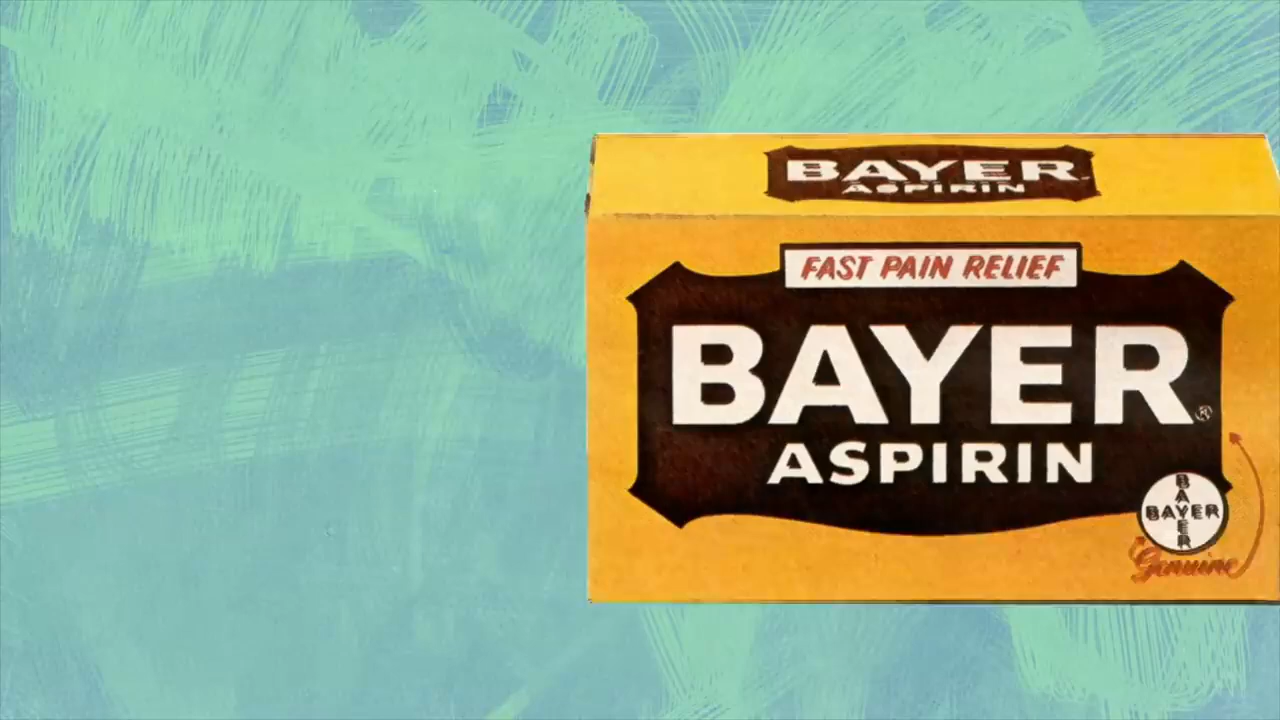 BAYER
ASPIRIN
FAST PAIN RELIEF
BAYER®
ASPIRIN
BAYER
BAYER
Genuine